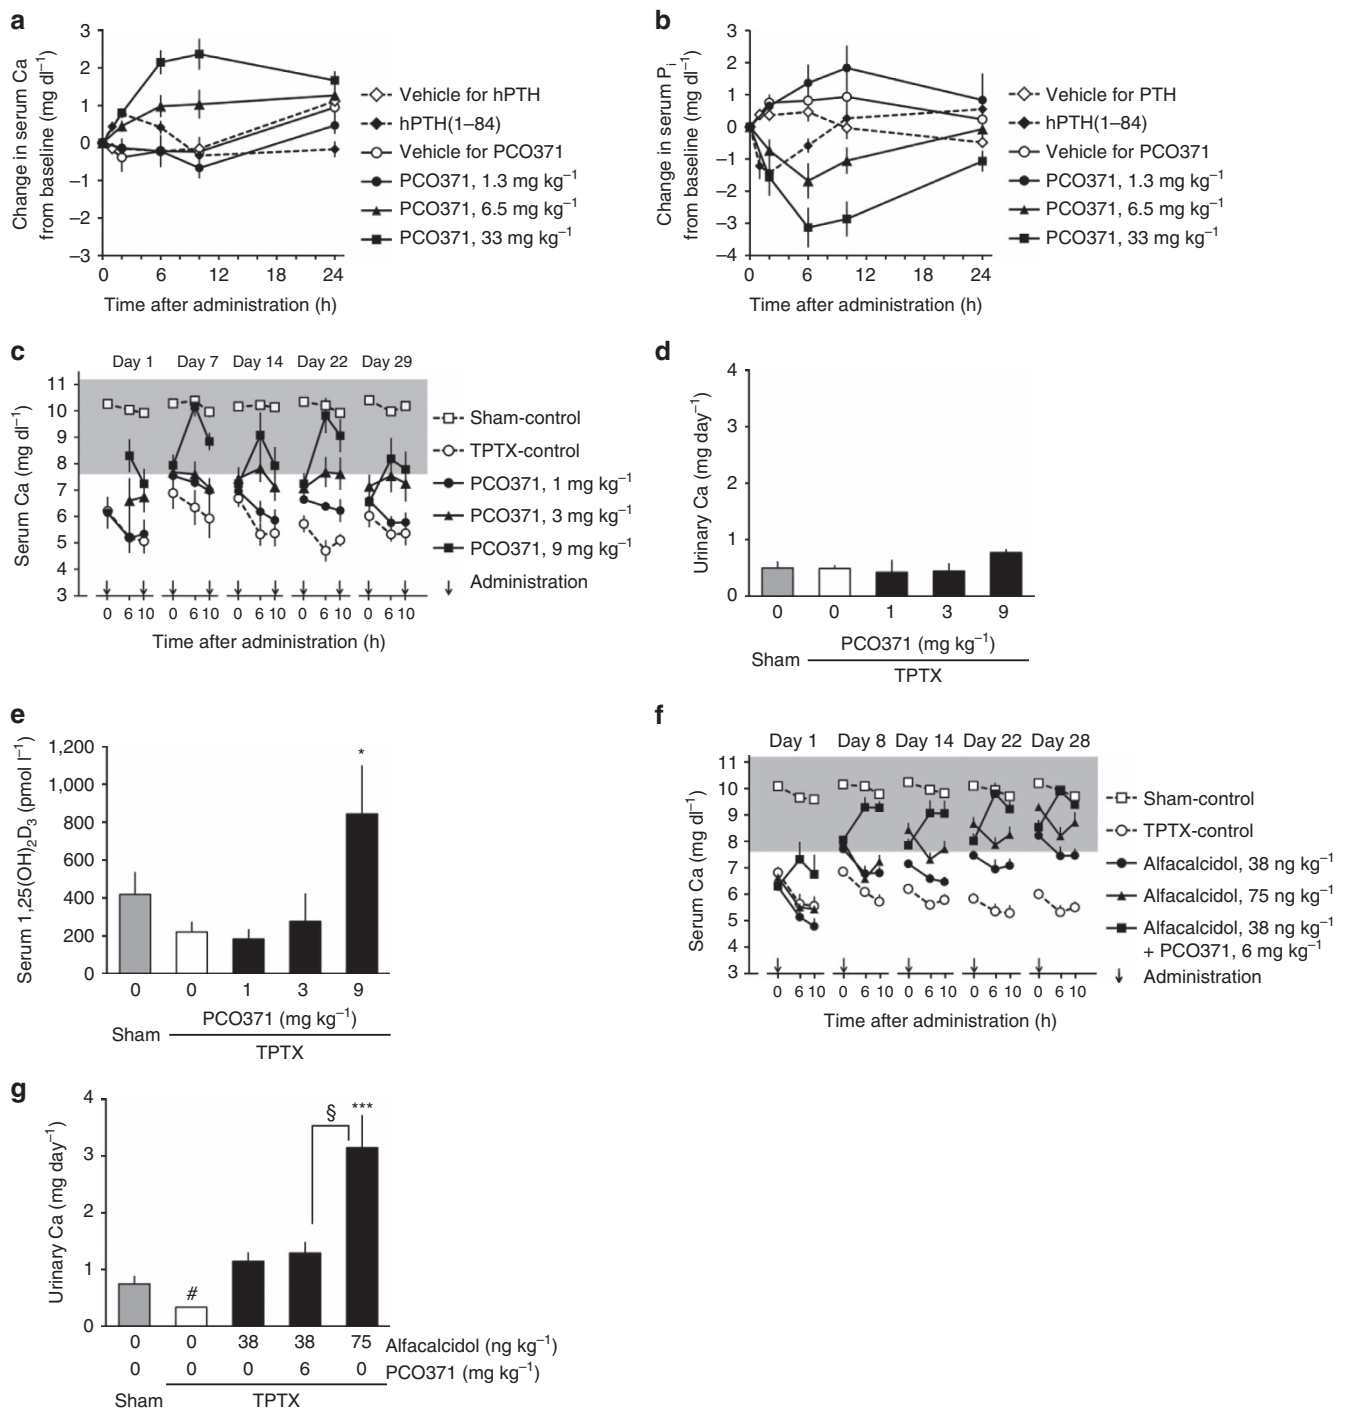 a
3
2
1
0
–1
–2
–3
Change in serum Ca
from baseline (mg dl–1)
0 6 12 18 24
Time after administration (h)
Vehicle for hPTH
hPTH(1–84)
Vehicle for PCO371
PCO371, 1.3 mg kg–1
PCO371, 6.5 mg kg–1
PCO371, 33 mg kg–1
b
3
2
1
0
–1
–2
–3
–4
Change in serum Pi
from baseline (mg dl–1)
0 6 12 18 24
Time after administration (h)
Vehicle for PTH
hPTH(1–84)
Vehicle for PCO371
PCO371, 1.3 mg kg–1
PCO371, 6.5 mg kg–1
PCO371, 33 mg kg–1
c
Day 1 Day 7 Day 14 Day 22 Day 29
11
10
9
8
7
6
5
4
3
Serum Ca (mg dl–1)
0 6 10 0 6 10 0 6 10 0 6 10 0 6 10
Time after administration (h)
Sham-control
TPTX-control
PCO371, 1 mg kg–1
PCO371, 3 mg kg–1
PCO371, 9 mg kg–1
Administration
d
4
3
2
1
0
Urinary Ca (mg day–1)
0 0 1 3 9
PCO371 (mg kg–1)
Sham
TPTX
e
1,200
1,000
800
600
400
200
0
Serum 1,25(OH)2D3 (pmol l–1)
*
0 0 1 3 9
PCO371 (mg kg–1)
Sham
TPTX
f
Day 1 Day 8 Day 14 Day 22 Day 28
11
10
9
8
7
6
5
4
3
Serum Ca (mg dl–1)
0 6 10 0 6 10 0 6 10 0 6 10 0 6 10
Time after administration (h)
Sham-control
TPTX-control
Alfacalcidol, 38 ng kg–1
Alfacalcidol, 75 ng kg–1
Alfacalcidol, 38 ng kg–1
+ PCO371, 6 mg kg–1
Administration
g
4
3
2
1
0
Urinary Ca (mg day–1)
#
§
***
0 0 38 38 75 Alfacalcidol (ng kg–1)
0 0 0 6 0 PCO371 (mg kg–1)
Sham TPTX